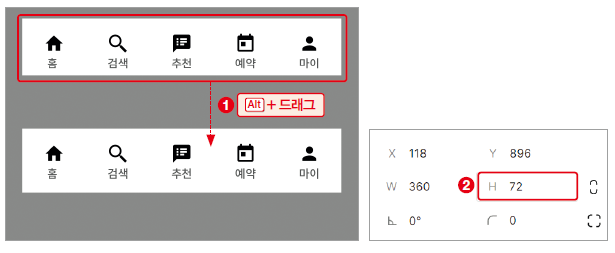 홈 검색 추천 예약 마이
1 Alt + 드래그
홈 검색 추천 예약 마이
X 118 Y 896
W 360 2 H 72
0° 0